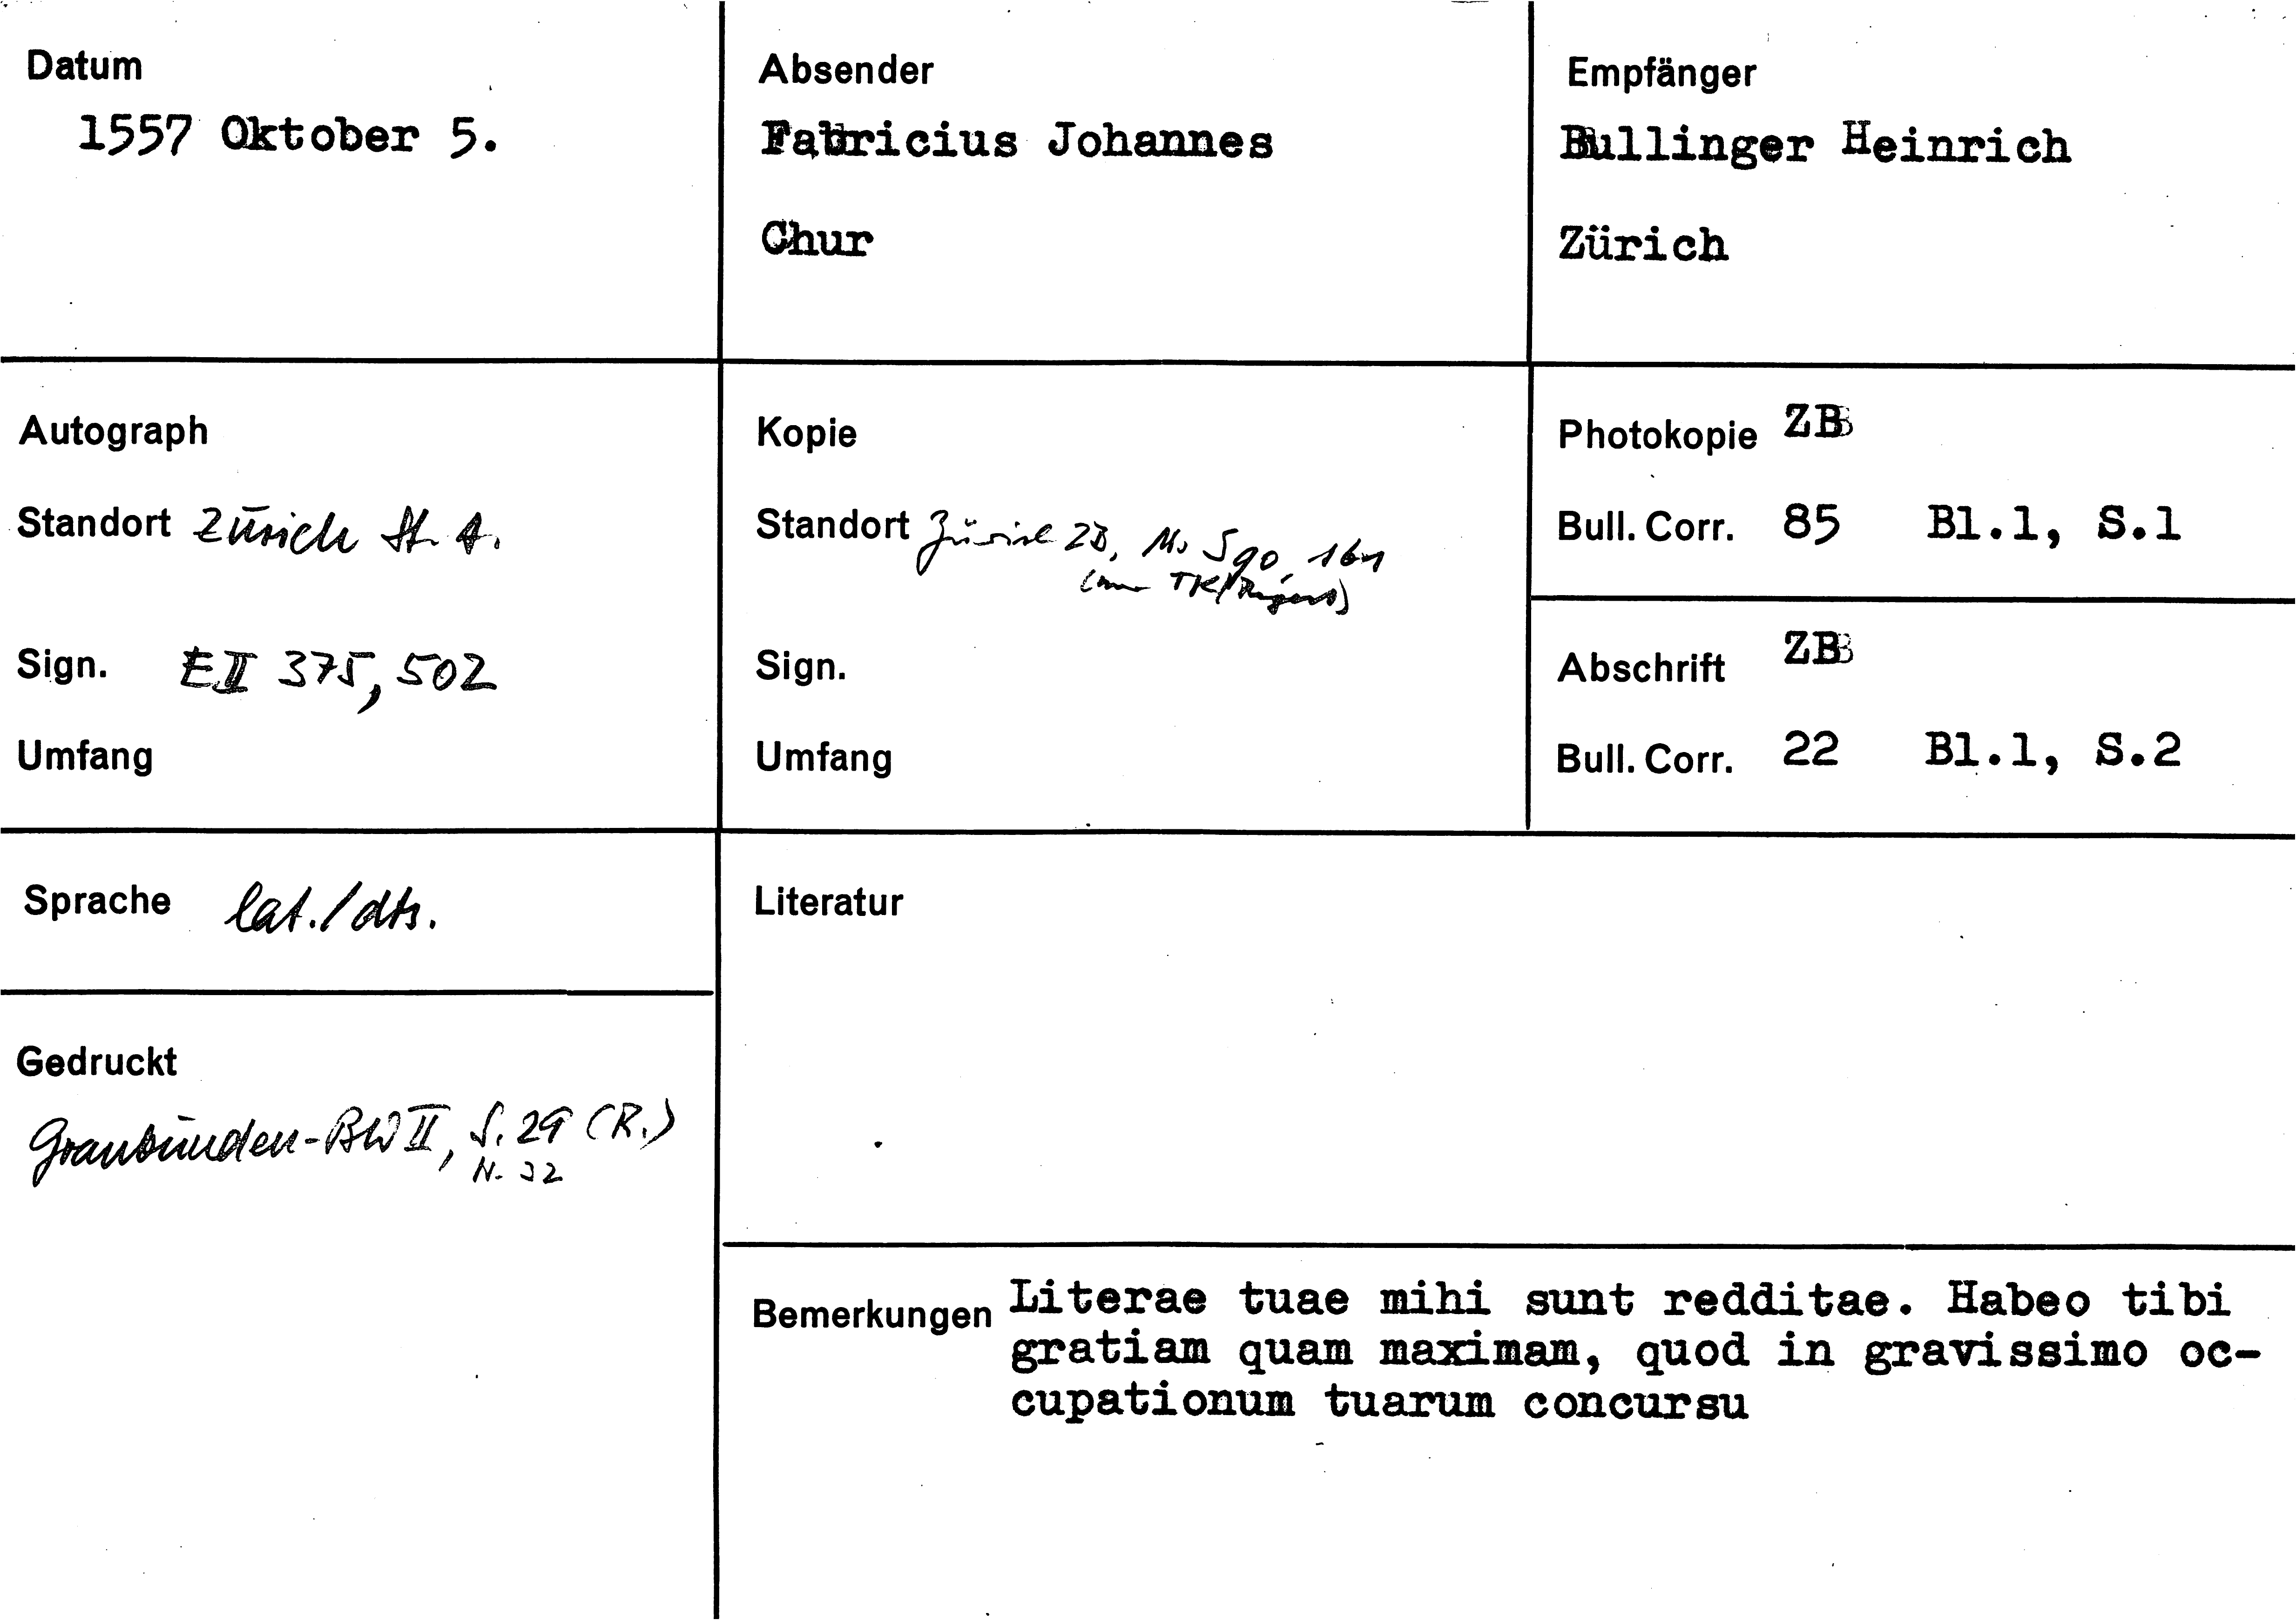 Datum
1557 Oktober 5.
Absender
Fabricius Johannes
Chur
Empfänger
Bullinger Heinrich
Zürich
Autograph
Standort Zürich St. A.
Sign. E II 375, 502
Umfang
Kopie
Standort Zürich ZB, Ms S 90, 161
(nur TK/Regest)
Sign.
Umfang
Photokopie ZB
Bull. Corr. 85 Bl.1, S.1
Abschrift ZB
Bull. Corr. 22 Bl.1, S.2
Sprache lat./dts.
Gedruckt
Graubünden-BW II, S. 29 (R.)
N. 32
Literatur
Bemerkungen Literae tuae mihi sunt redditae. Habeo tibi
gratiam quam maximam, quod in gravissimo oc-
cupationum tuarum concursu